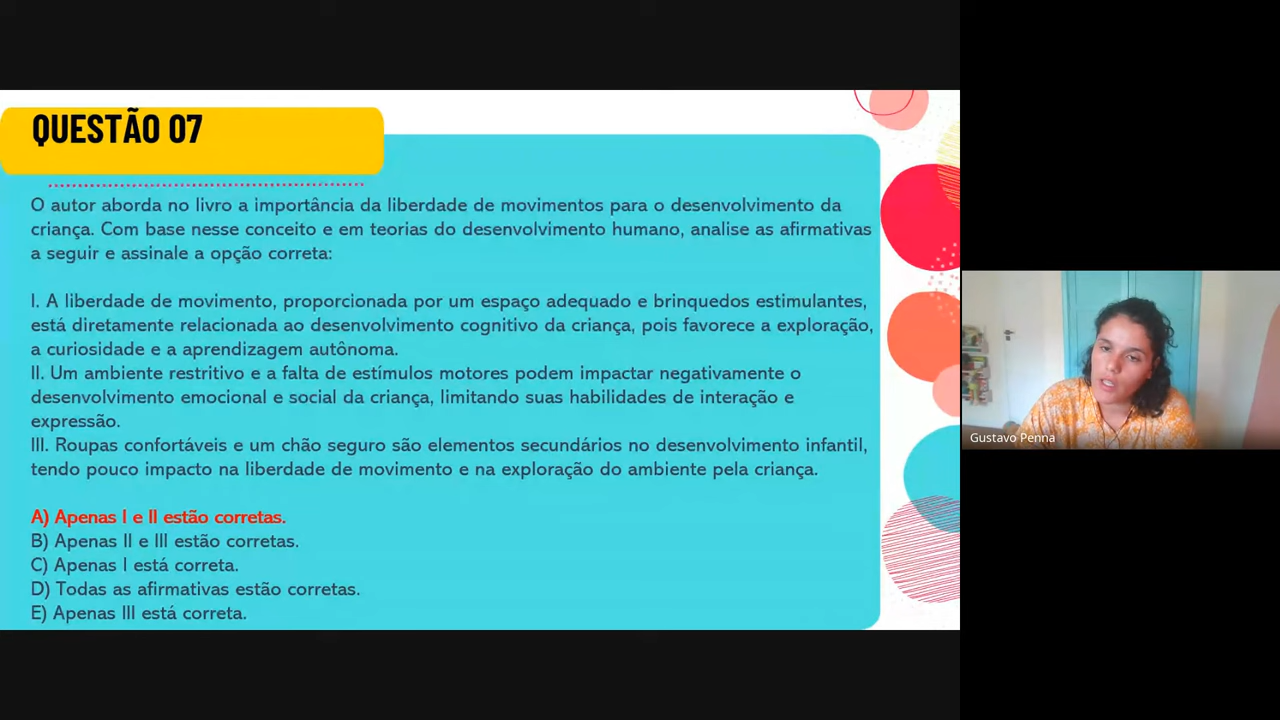 QUESTÃO 07
O autor aborda no livro a importância da liberdade de movimentos para o desenvolvimento da
criança. Com base nesse conceito e em teorias do desenvolvimento humano, analise as afirmativas
a seguir e assinale a opção correta:
I. A liberdade de movimento, proporcionada por um espaço adequado e brinquedos estimulantes,
está diretamente relacionada ao desenvolvimento cognitivo da criança, pois favorece a exploração,
a curiosidade e a aprendizagem autônoma.
II. Um ambiente restritivo e a falta de estímulos motores podem impactar negativamente o
desenvolvimento emocional e social da criança, limitando suas habilidades de interação e
expressão.
III. Roupas confortáveis e um chão seguro são elementos secundários no desenvolvimento infantil,
tendo pouco impacto na liberdade de movimento e na exploração do ambiente pela criança.
A) Apenas I e II estão corretas.
B) Apenas II e III estão corretas.
C) Apenas I está correta.
D) Todas as afirmativas estão corretas.
E) Apenas III está correta.
Gustavo Penna